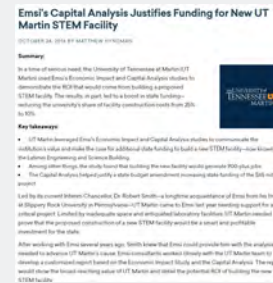 Emsi's Capital Analysis Justifies Funding for New UT
Martin STEM Facility
OCTOBER 24, 2016 BY MATTHEW HYNDMAN
Summary:
In a time of serious need, the University of Tennessee at Martin (UT
Martin) used Emsi's Economic Impact and Capital Analysis studies to
demonstrate the ROI that would come from building a proposed
STEM facility. The results, in part, led to a boost in state funding—
reducing the university's share of facility construction costs from 25%
to 10%.
TENNESSEE UT
MARTIN
Key takeaways:
• UT Martin leveraged Emsi's Economic Impact and Capital Analysis studies to communicate the
institution's value and make the case for additional state funding to build a new STEM facility—now known
the Latimer Engineering and Science Building.
• Among other things, the study found that building the new facility would generate 900-plus jobs.
• The Capital Analysis helped justify a state budget amendment increasing state funding of the $65 mil
project
Led by its current Interim Chancellor, Dr. Robert Smith—a longtime acquaintance of Emsi from his time
at Slippery Rock University in Pennsylvania—UT Martin came to Emsi last year needing support for a
critical project. Limited by inadequate space and antiquated laboratory facilities, UT Martin needed
prove that the proposed construction of a new STEM facility would be a smart and profitable
investment for the state.
After working with Emsi several years ago, Smith knew that Emsi could provide him with the analysis
needed to advance UT Martin's cause. Emsi consultants worked closely with the UT Martin team to
develop a customized report based on the Economic Impact Study and the Capital Analysis. The rep
would show the broad-reaching value of UT Martin and detail the potential ROI of building the new
STEM facility.